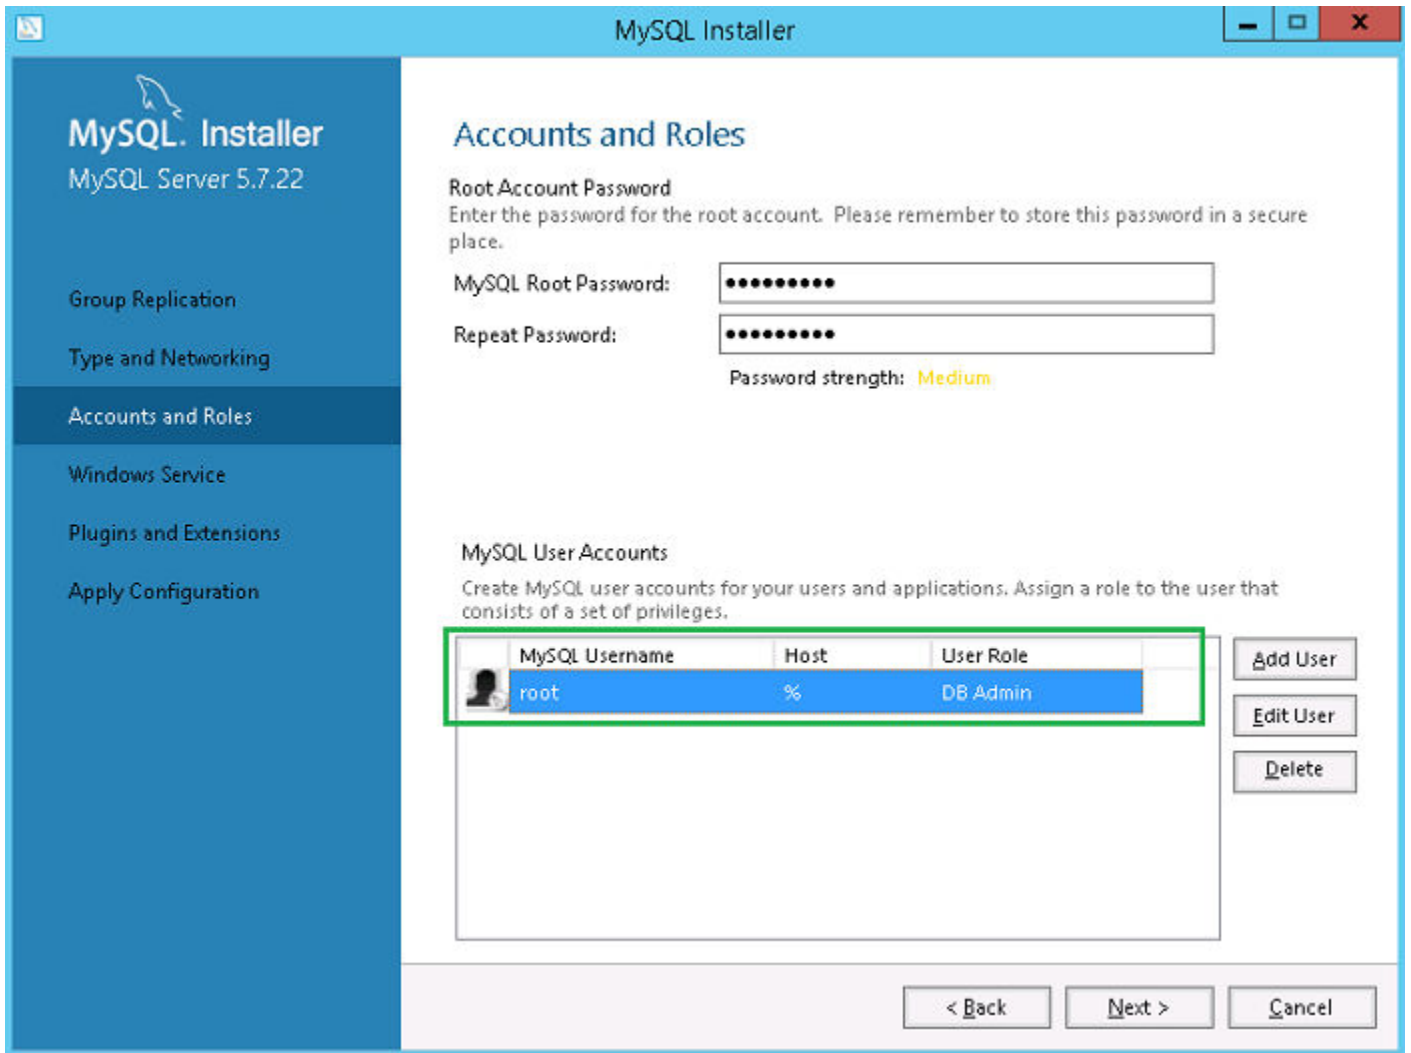 MySQL Installer
MySQL. Installer
MySQL Server 5.7.22
Group Replication
Type and Networking
Accounts and Roles
Windows Service
Plugins and Extensions
Apply Configuration
Accounts and Roles
Root Account Password
Enter the password for the root account. Please remember to store this password in a secure
place.
MySQL Root Password: •••••••••
Repeat Password: •••••••••
Password strength: Medium
MySQL User Accounts
Create MySQL user accounts for your users and applications. Assign a role to the user that
consists of a set of privileges.
MySQL Username Host User Role
root % DB Admin
Add User
Edit User
Delete
< Back Next > Cancel